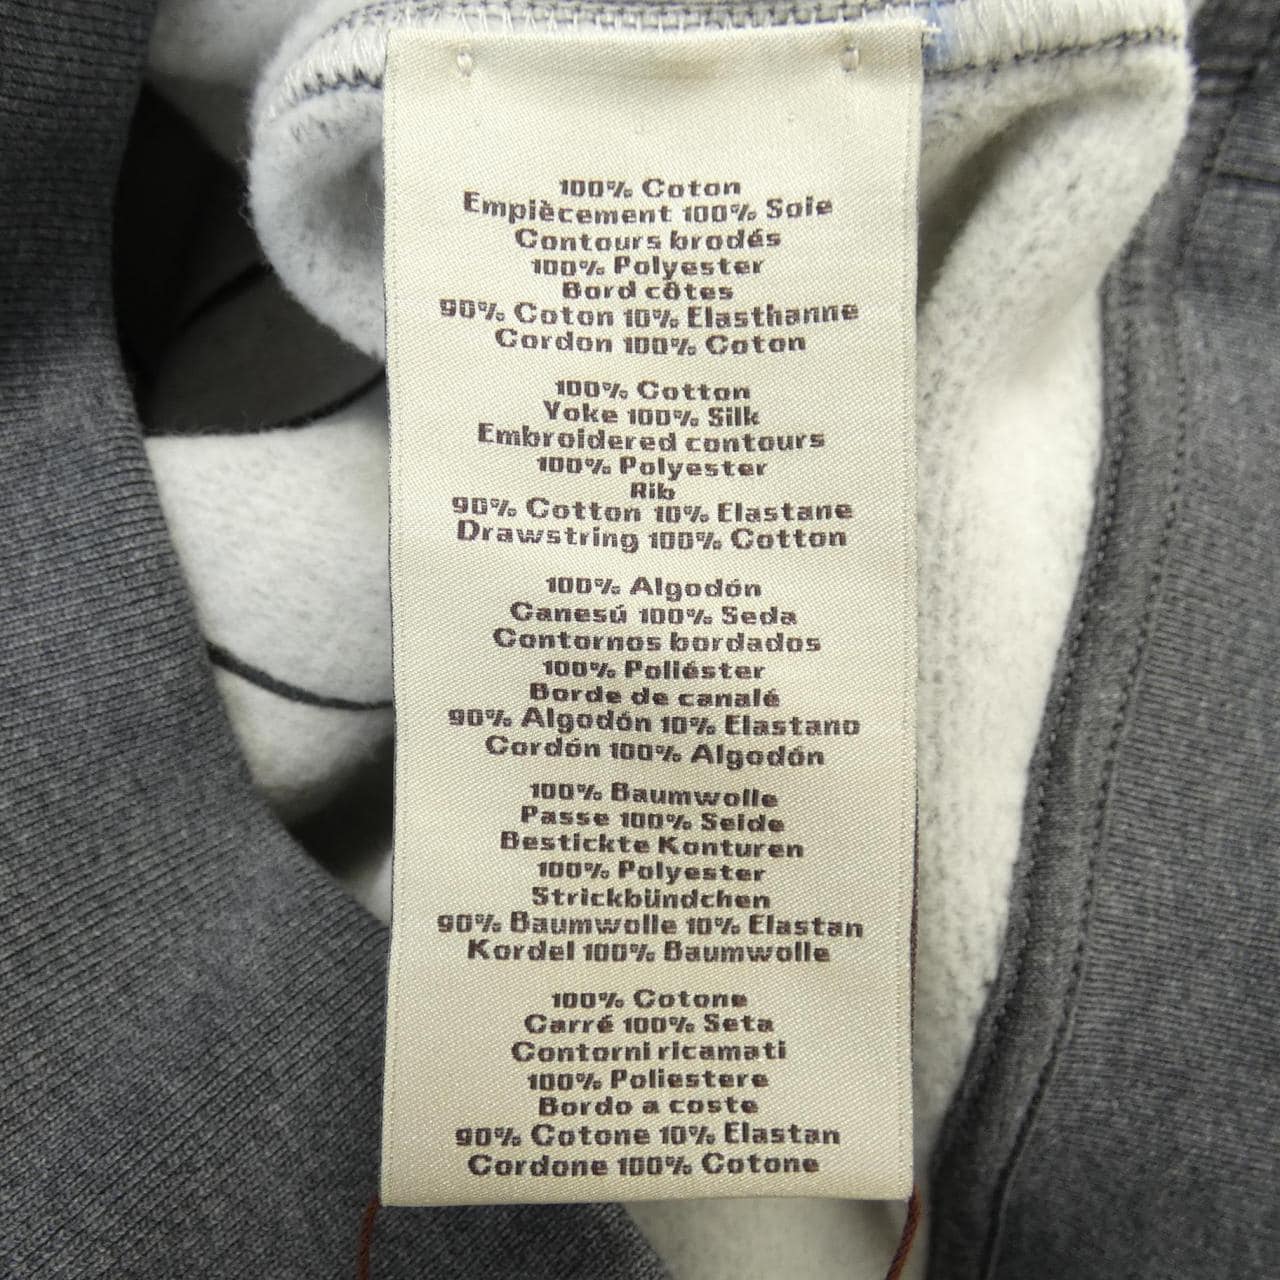 100% Coton
Empiècement 100% Soie
Contours brodés
100% Polyester
Bord côtes
90% Coton 10% Elasthanne
Cordon 100% Coton
100% Cotton
Yoke 100% Silk
Embroidered contours
100% Polyester
Rib
90% Cotton 10% Elastane
Drawstring 100% Cotton
100% Algodón
Canesú 100% Seda
Contornos bordados
100% Poliéster
Borde de canalé
90% Algodón 10% Elastano
Cordón 100% Algodón
100% Baumwolle
Passe 100% Seide
Bestickte Konturen
100% Polyester
Strickbündchen
90% Baumwolle 10% Elastan
Kordel 100% Baumwolle
100% Cotone
Carré 100% Seta
Contorni ricamati
100% Poliestere
Bordo a coste
90% Cotone 10% Elastan
Cordone 100% Cotone